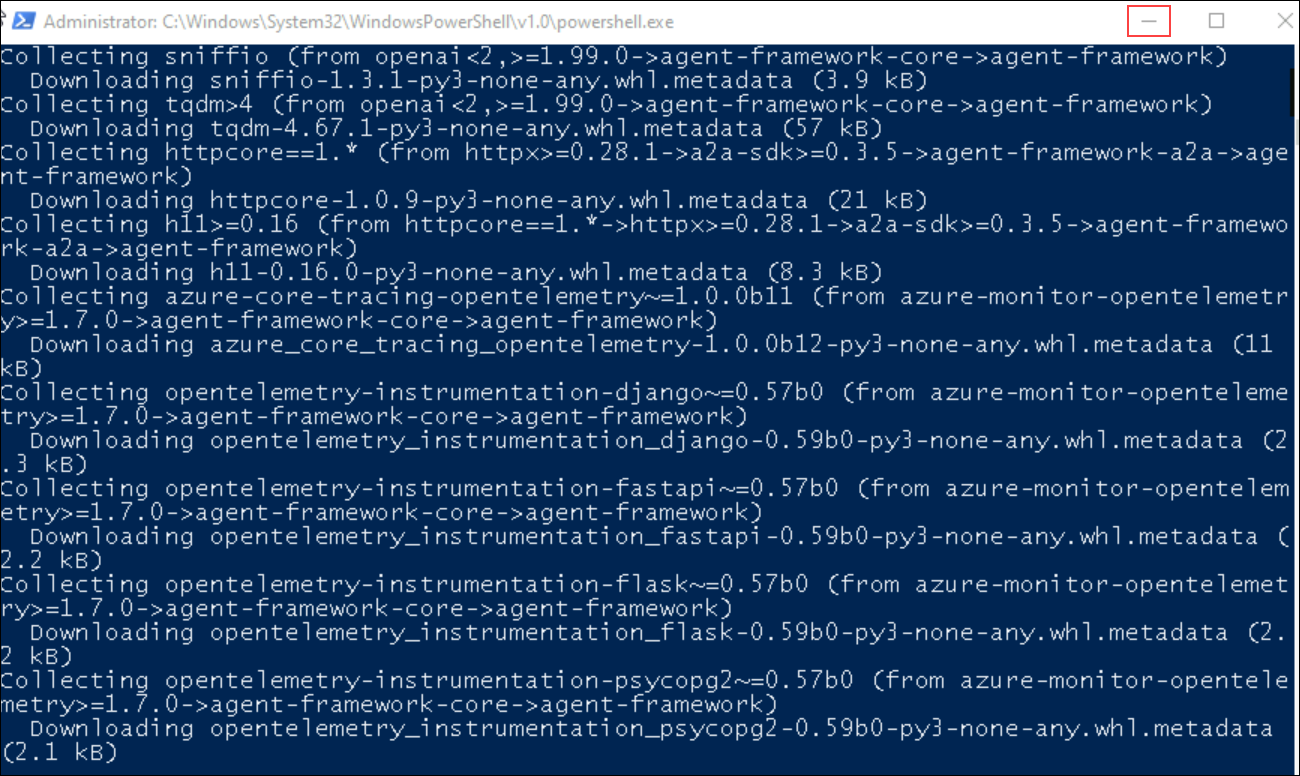 Administrator: C:\Windows\System32\WindowsPowerShell\v1.0\powershell.exe
Collecting sniffio (from openai<2,>=1.99.0->agent-framework-core->agent-framework)
  Downloading sniffio-1.3.1-py3-none-any.whl.metadata (3.9 kB)
Collecting tqdm>4 (from openai<2,>=1.99.0->agent-framework-core->agent-framework)
  Downloading tqdm-4.67.1-py3-none-any.whl.metadata (57 kB)
Collecting httpcore==1.* (from httpx>=0.28.1->a2a-sdk>=0.3.5->agent-framework-a2a->age
nt-framework)
  Downloading httpcore-1.0.9-py3-none-any.whl.metadata (21 kB)
Collecting h11>=0.16 (from httpcore==1.*->httpx>=0.28.1->a2a-sdk>=0.3.5->agent-framewo
rk-a2a->agent-framework)
  Downloading h11-0.16.0-py3-none-any.whl.metadata (8.3 kB)
Collecting azure-core-tracing-opentelemetry~=1.0.0b11 (from azure-monitor-opentelemetr
y>=1.7.0->agent-framework-core->agent-framework)
  Downloading azure_core_tracing_opentelemetry-1.0.0b12-py3-none-any.whl.metadata (11
kB)
Collecting opentelemetry-instrumentation-django~=0.57b0 (from azure-monitor-openteleme
try>=1.7.0->agent-framework-core->agent-framework)
  Downloading opentelemetry_instrumentation_django-0.59b0-py3-none-any.whl.metadata (2
.3 kB)
Collecting opentelemetry-instrumentation-fastapi~=0.57b0 (from azure-monitor-opentelem
etry>=1.7.0->agent-framework-core->agent-framework)
  Downloading opentelemetry_instrumentation_fastapi-0.59b0-py3-none-any.whl.metadata (
2.2 kB)
Collecting opentelemetry-instrumentation-flask~=0.57b0 (from azure-monitor-opentelemet
ry>=1.7.0->agent-framework-core->agent-framework)
  Downloading opentelemetry_instrumentation_flask-0.59b0-py3-none-any.whl.metadata (2.
2 kB)
Collecting opentelemetry-instrumentation-psycopg2~=0.57b0 (from azure-monitor-opentele
metry>=1.7.0->agent-framework-core->agent-framework)
  Downloading opentelemetry_instrumentation_psycopg2-0.59b0-py3-none-any.whl.metadata
(2.1 kB)